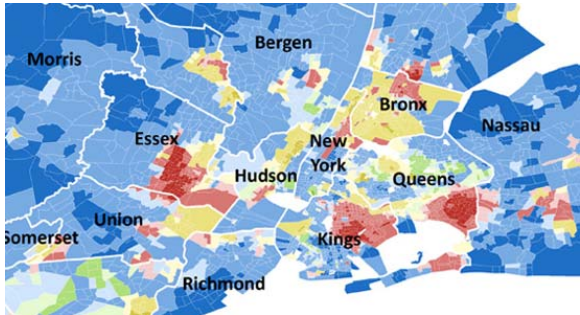 Morris
Bergen
Bronx
Nassau
Essex
New
York
Hudson
Queens
Union
Somerset
Kings
Richmond